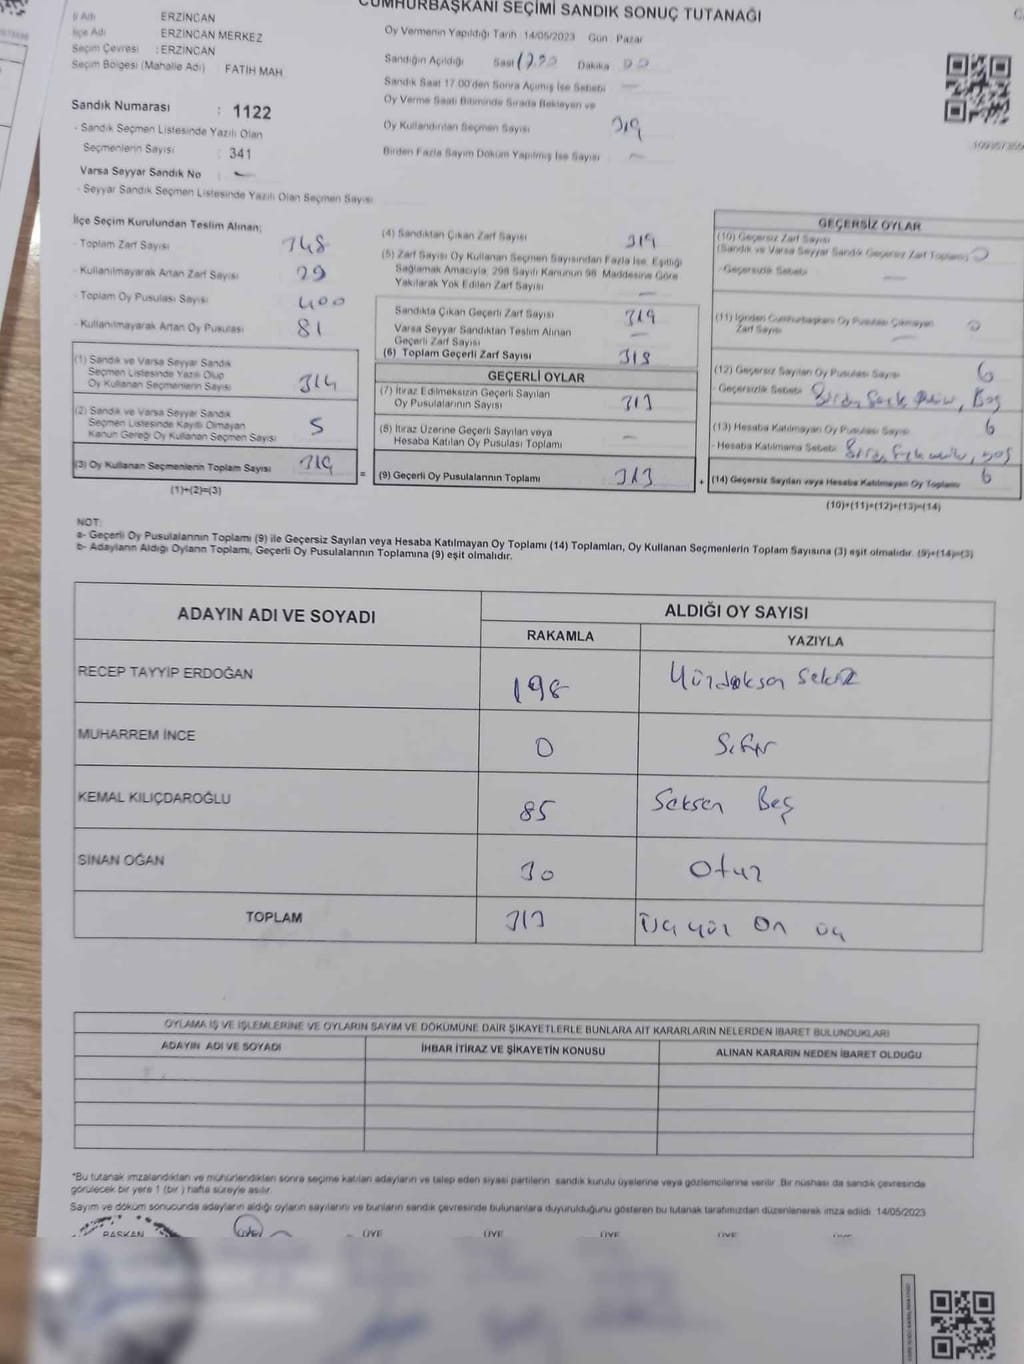 CUMHURBAŞKANI SEÇİMİ SANDIK SONUÇ TUTANAĞI
İl Adı ERZİNCAN
İlçe Adı ERZİNCAN MERKEZ
Seçim Çevresi : ERZİNCAN
Seçim Bölgesi (Mahalle Adı) FATİH MAH
Sandık Numarası : 1122
- Sandık Seçmen Listesinde Yazılı Olan
Seçmenlerin Sayısı : 341
Varsa Seyyar Sandık No
- Seyyar Sandık Seçmen Listesinde Yazılı Olan Seçmen Sayısı
Oy Vermenin Yapıldığı Tarih 14/05/2023 Gün : Pazar
Sandığın Açıldığı Saat Dakika
Sandık Saat 17.00'den Sonra Açılmış İse Sebebi
Oy Verme Saati Bitiminde Sırada Bekleyen ve
Oy Kullandırılan Seçmen Sayısı 319
Birden Fazla Sayım Döküm Yapılmış İse Sayısı
İlçe Seçim Kurulundan Teslim Alınan;
- Toplam Zarf Sayısı 348
- Kullanılmayarak Artan Zarf Sayısı 29
- Toplam Oy Pusulası Sayısı 400
- Kullanılmayarak Artan Oy Pusulası 81
(1) Sandık ve Varsa Seyyar Sandık
Seçmen Listesinde Yazılı Olup
Oy Kullanan Seçmenlerin Sayısı 314
(2) Sandık ve Varsa Seyyar Sandık
Seçmen Listesinde Kayıtlı Olmayan
Kanun Gereği Oy Kullanan Seçmen Sayısı 5
(3) Oy Kullanan Seçmenlerin Toplam Sayısı 319
=
(1)+(2)=(3)
(4) Sandıktan Çıkan Zarf Sayısı 319
(5) Zarf Sayısı Oy Kullanan Seçmen Sayısından Fazla İse, Eşitliği
Sağlamak Amacıyla, 298 Sayılı Kanunun 98. Maddesine Göre
Yakılarak Yok Edilen Zarf Sayısı
Sandıkta Çıkan Geçerli Zarf Sayısı 319
Varsa Seyyar Sandıktan Teslim Alınan
Geçerli Zarf Sayısı
(6) Toplam Geçerli Zarf Sayısı
GEÇERLİ OYLAR
(7) İtiraz Edilmeksizin Geçerli Sayılan
Oy Pusulalarının Sayısı 313
(8) İtiraz Üzerine Geçerli Sayılan veya
Hesaba Katılan Oy Pusulası Toplamı
(9) Geçerli Oy Pusulalarının Toplamı 313
+
GEÇERSİZ OYLAR
(10) Geçersiz Zarf Sayısı
(Sandık ve Varsa Seyyar Sandık Geçersiz Zarf Toplamı) 0
- Geçersizlik Sebebi
(11) İçinden Cumhurbaşkanı Oy Pusulası Çıkmayan
Zarf Sayısı 0
(12) Geçersiz Sayılan Oy Pusulası Sayısı 6
- Geçersizlik Sebebi Boş
(13) Hesaba Katılmayan Oy Pusulası Sayısı 6
- Hesaba Katılmama Sebebi
(14) Geçersiz Sayılan veya Hesaba Katılmayan Oy Toplamı 6
(10)+(11)+(12)+(13)=(14)
NOT:
a- Geçerli Oy Pusulalarının Toplamı (9) ile Geçersiz Sayılan veya Hesaba Katılmayan Oy Toplamı (14) Toplamları, Oy Kullanan Seçmenlerin Toplam Sayısına (3) eşit olmalıdır. (9)+(14)=(3)
b- Adayların Aldığı Oyların Toplamı, Geçerli Oy Pusulalarının Toplamına (9) eşit olmalıdır.
ADAYIN ADI VE SOYADI ALDIĞI OY SAYISI
RAKAMLA YAZIYLA
RECEP TAYYİP ERDOĞAN 198 Yüzdoksan Sekiz
MUHARREM İNCE 0 Sıfır
KEMAL KILIÇDAROĞLU 85 Seksen Beş
SİNAN OĞAN 30 Otuz
TOPLAM 313 Üç yüz On üç
OYLAMA İŞ VE İŞLEMLERİNE VE OYLARIN SAYIM VE DÖKÜMÜNE DAİR ŞİKAYETLERLE BUNLARA AİT KARARLARIN NELERDEN İBARET BULUNDUKLARI
ADAYIN ADI VE SOYADI İHBAR İTİRAZ VE ŞİKAYETİN KONUSU ALINAN KARARIN NEDEN İBARET OLDUĞU
*Bu tutanak imzalandıktan ve mühürlendikten sonra seçime katılan adayların ve talep eden siyasi partilerin sandık kurulu üyelerine veya gözlemcilerine verilir. Bir nüshası da sandık çevresinde
görülecek bir yere 1 (bir ) hafta süreyle asılır.
Sayım ve döküm sonucunda adayların aldığı oyların sayılarını ve bunların sandık çevresinde bulunanlara duyurulduğunu gösteren bu tutanak tarafımızdan düzenlenerek imza edildi. 14/05/2023
BAŞKAN ÜYE ÜYE ÜYE ÜYE